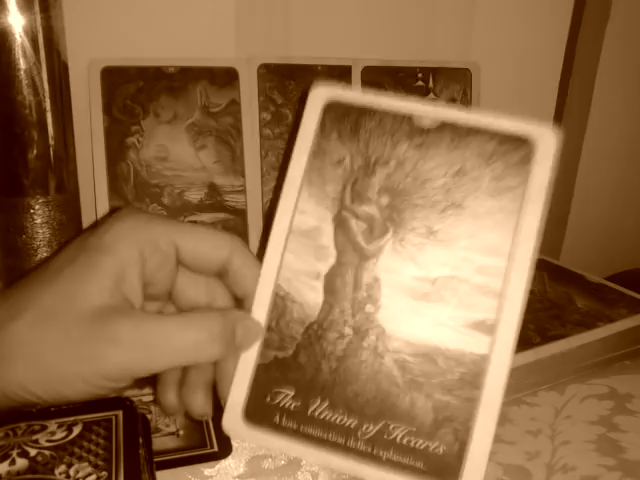 The Union of Hearts
A love connection defies explanation.